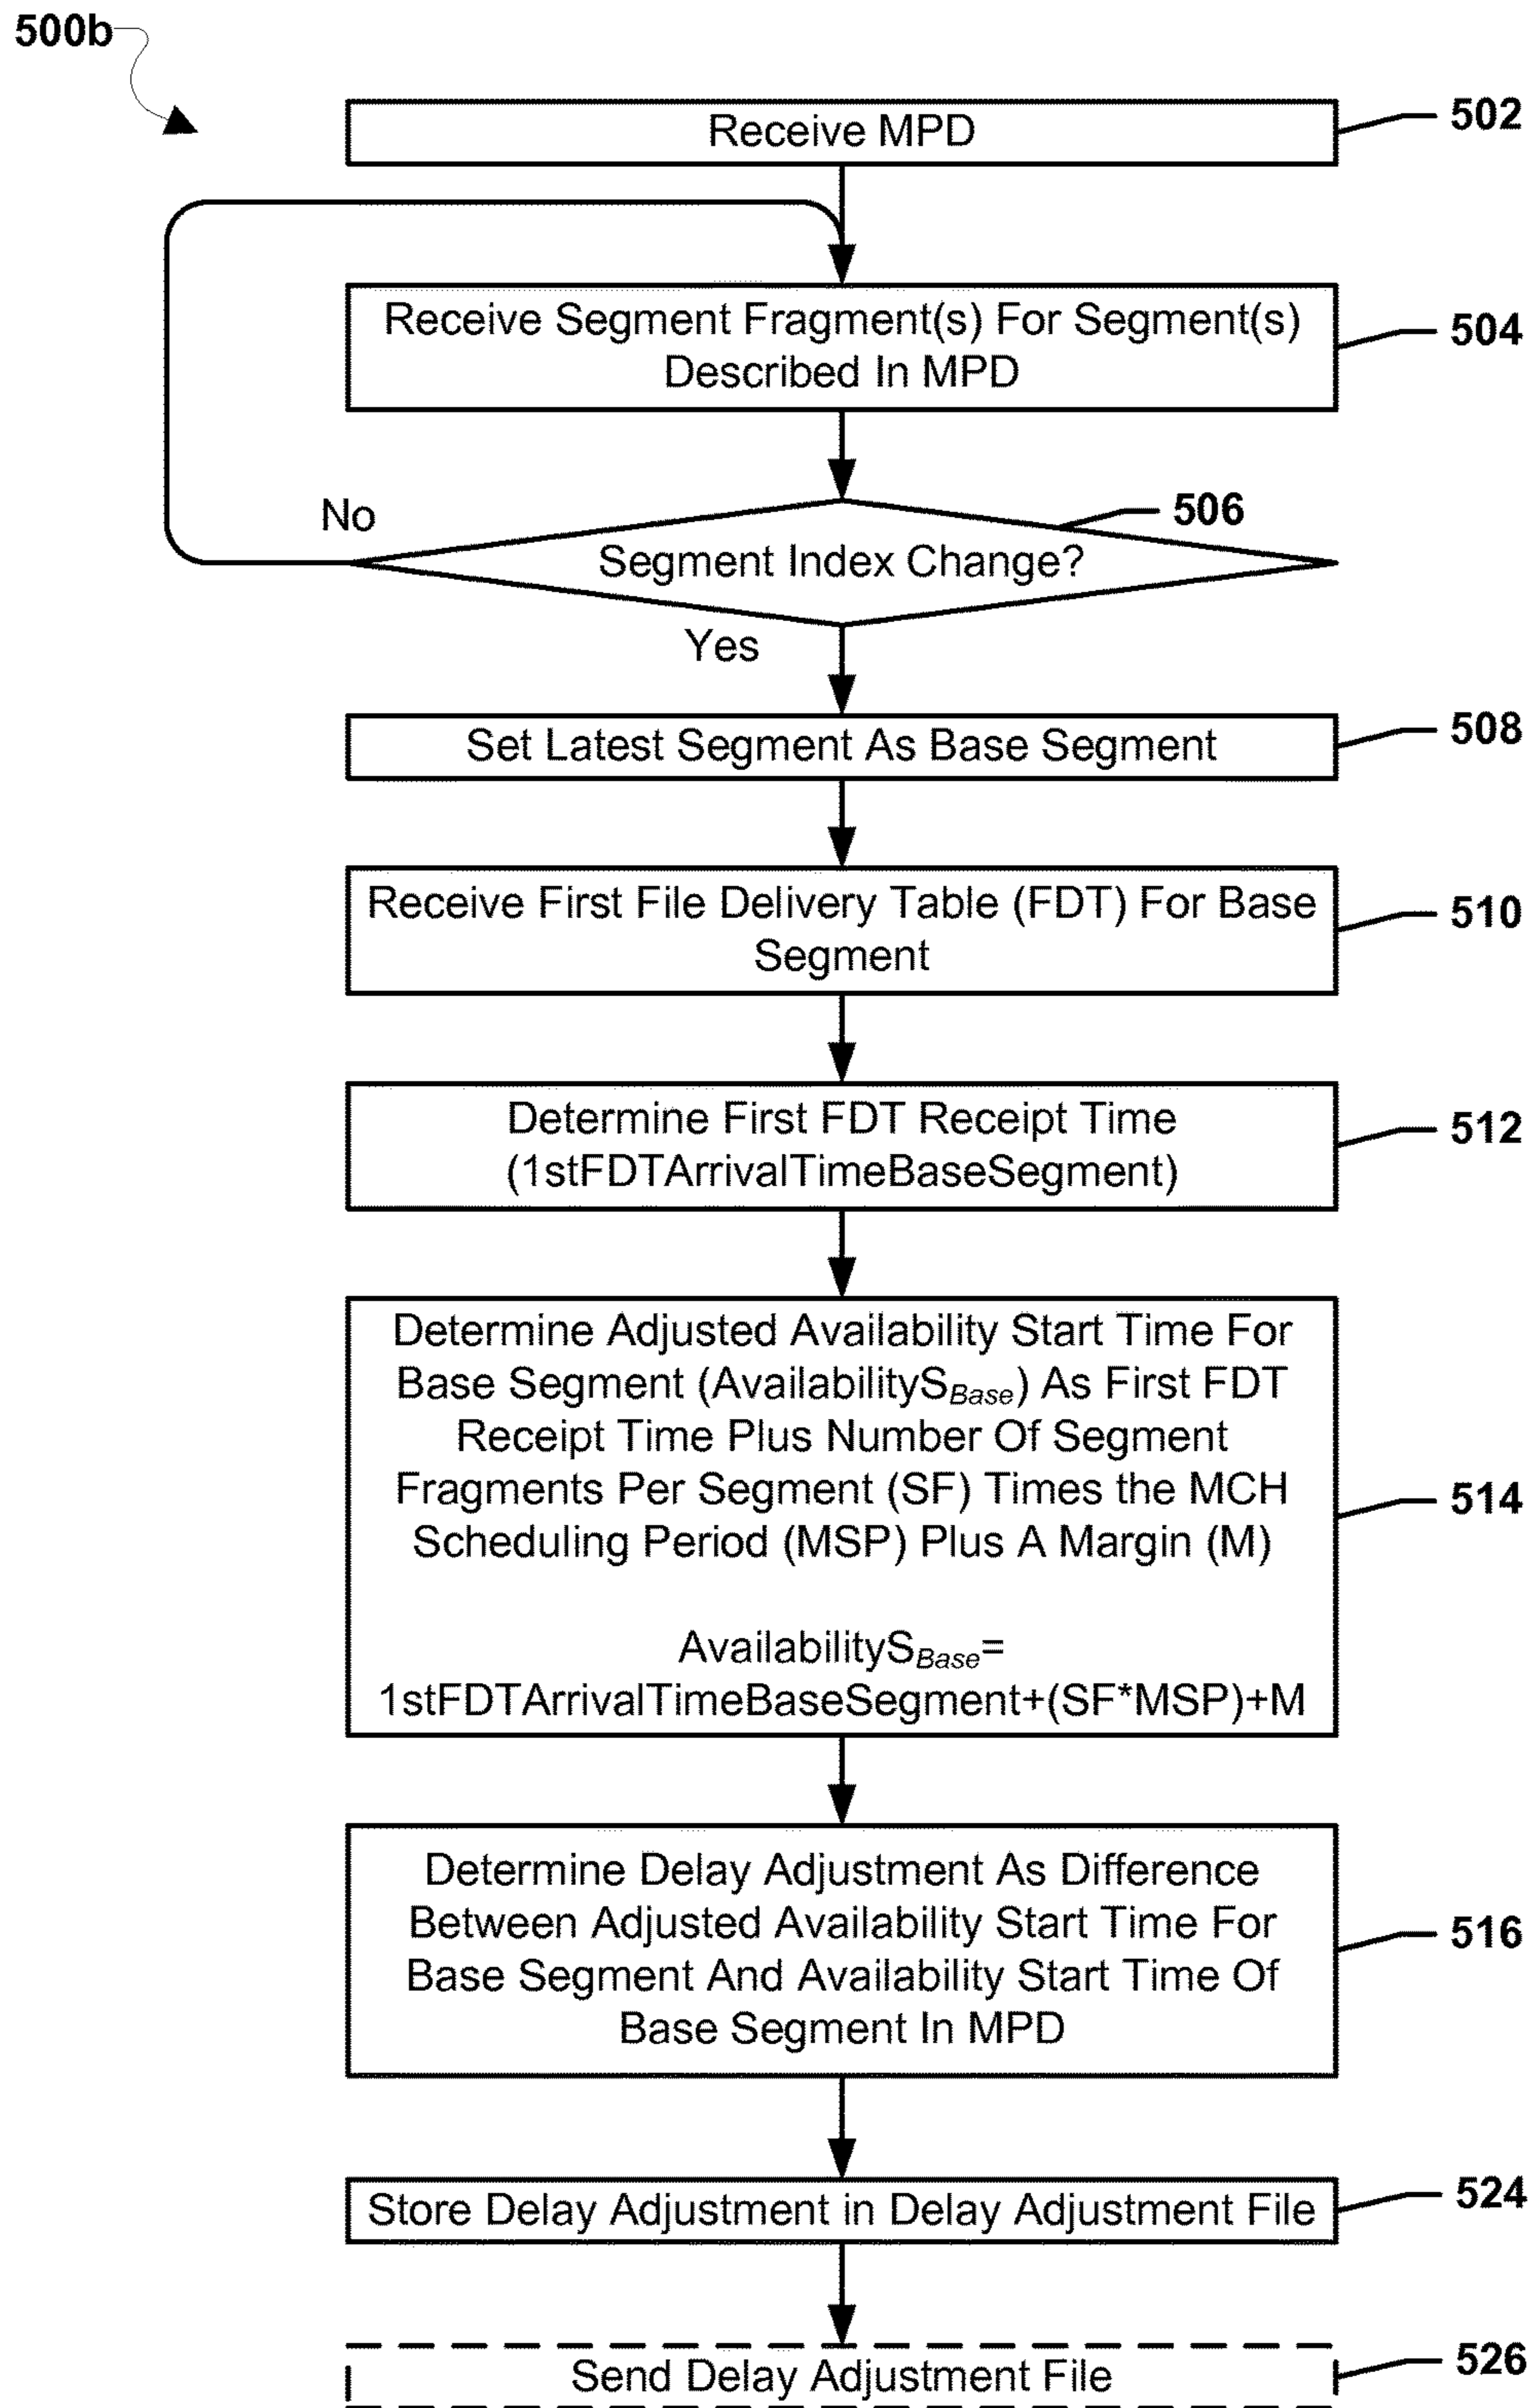 500b
Receive MPD
502
Receive Segment Fragment(s) For Segment(s)
Described In MPD
504
No
506
Segment Index Change?
Yes
Set Latest Segment As Base Segment
508
Receive First File Delivery Table (FDT) For Base
Segment
510
Determine First FDT Receipt Time
(1stFDTArrivalTimeBaseSegment)
512
Determine Adjusted Availability Start Time For
Base Segment (AvailabilityS_Base) As First FDT
Receipt Time Plus Number Of Segment
Fragments Per Segment (SF) Times the MCH
Scheduling Period (MSP) Plus A Margin (M)
AvailabilityS_Base=
1stFDTArrivalTimeBaseSegment+(SF*MSP)+M
514
Determine Delay Adjustment As Difference
Between Adjusted Availability Start Time For
Base Segment And Availability Start Time Of
Base Segment In MPD
516
Store Delay Adjustment in Delay Adjustment File
524
Send Delay Adjustment File
526